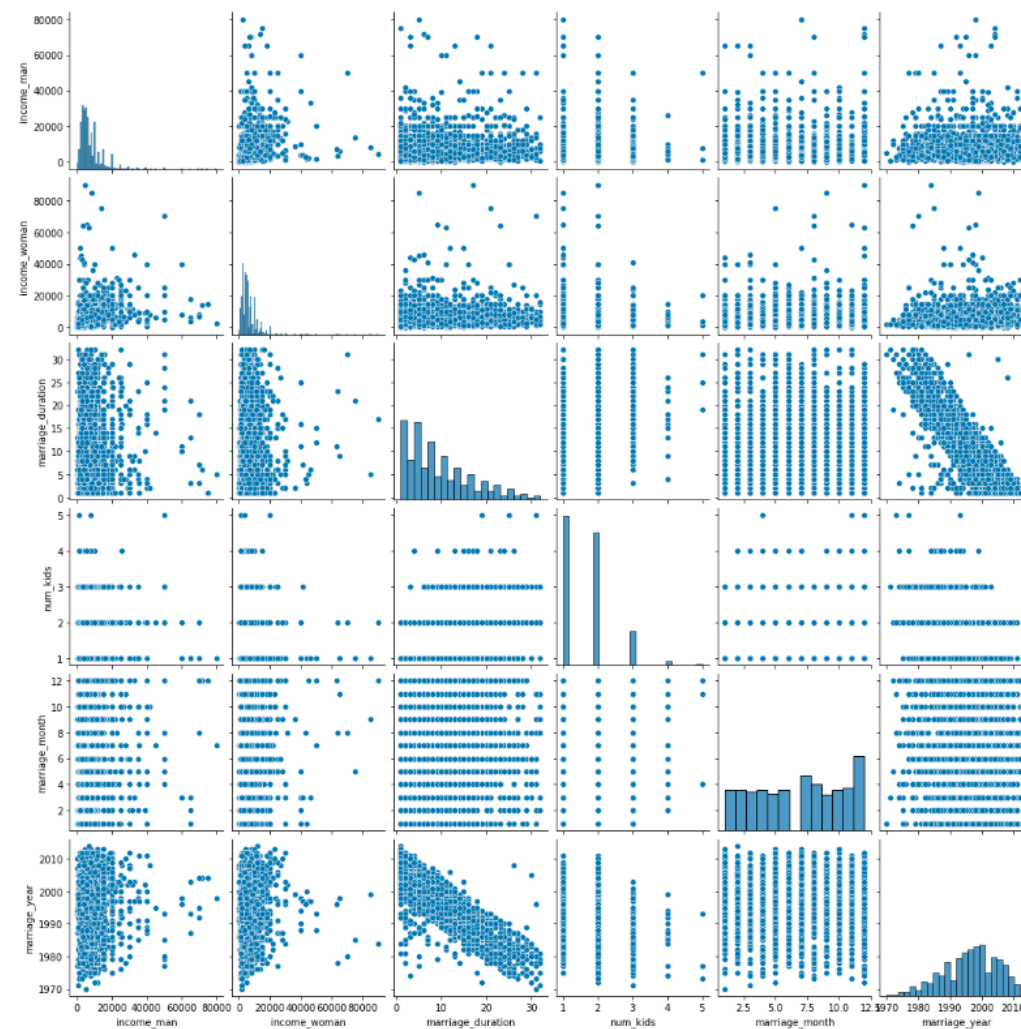 80000
60000
40000
20000
0
income_man
80000
60000
40000
20000
0
income_woman
30
25
20
15
10
5
0
marriage_duration
5
4
3
2
1
num_kids
12
10
8
6
4
2
marriage_month
2010
2000
1990
1980
1970
marriage_year
0 20000 40000 60000 80000
0 20000 40000 60000 80000
0 10 20 30
1 2 3 4 5
2.5 5.0 7.5 10.0 12.5
1970 1980 1990 2000 2010
income_man income_woman marriage_duration num_kids marriage_month marriage_year